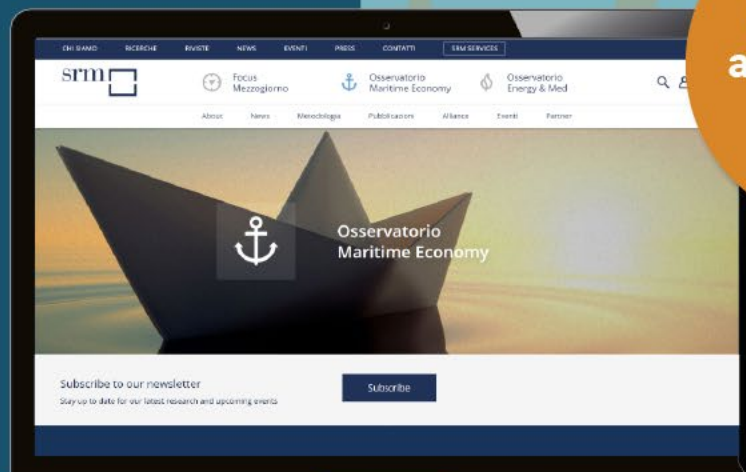 a
CHI SIAMO RICERCHE RIVISTE NEWS EVENTI PRESS CONTATTI SRM SERVICES
srm
Focus
Mezzogiorno
Osservatorio
Maritime Economy
Osservatorio
Energy & Med
About News Metodologia Pubblicazioni Alliance Eventi Partner
Osservatorio
Maritime Economy
Subscribe to our newsletter
Stay up to date for our latest research and upcoming events
Subscribe